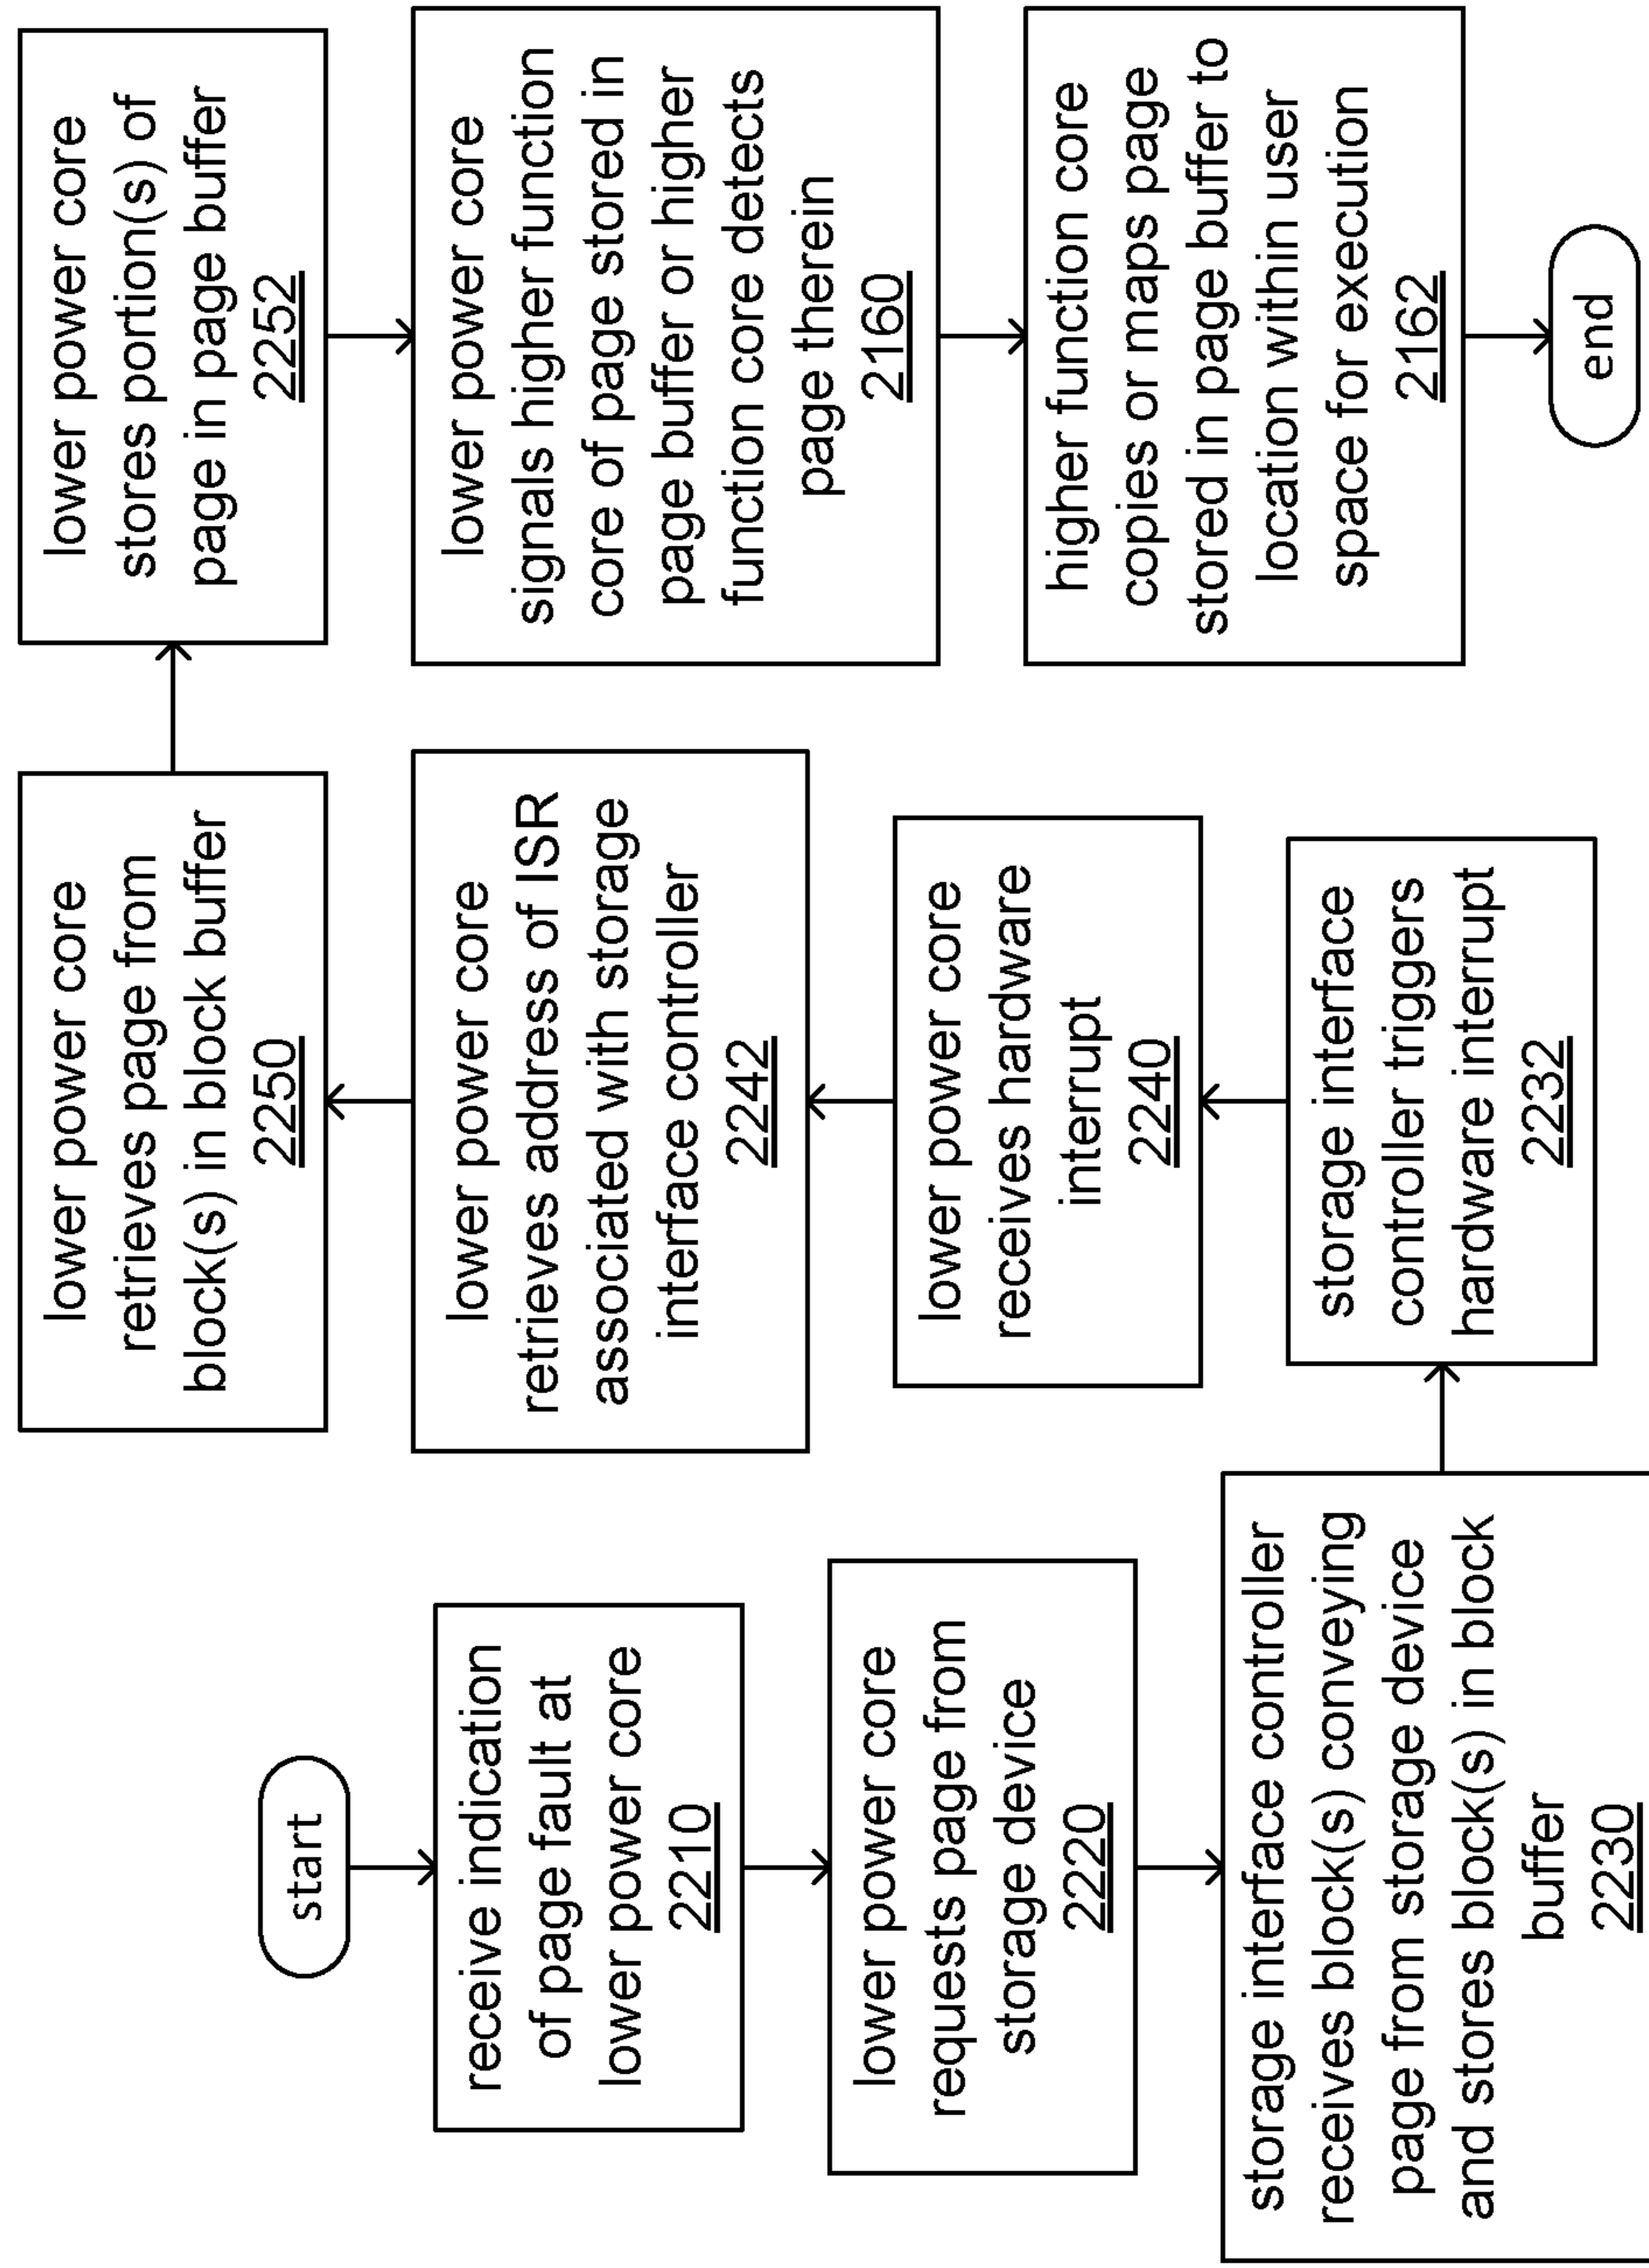 start
receive indication
of page fault at
lower power core
2210
lower power core
requests page from
storage device
2220
storage interface controller
receives block(s) conveying
page from storage device
and stores block(s) in block
buffer
2230
storage interface
controller triggers
hardware interrupt
2232
lower power core
receives hardware
interrupt
2240
lower power core
retrieves address of ISR
associated with storage
interface controller
2242
lower power core
retrieves page from
block(s) in block buffer
2250
lower power core
stores portion(s) of
page in page buffer
2252
lower power core
signals higher function
core of page stored in
page buffer or higher
function core detects
page therein
2160
higher function core
copies or maps page
stored in page buffer to
location within user
space for execution
2162
end